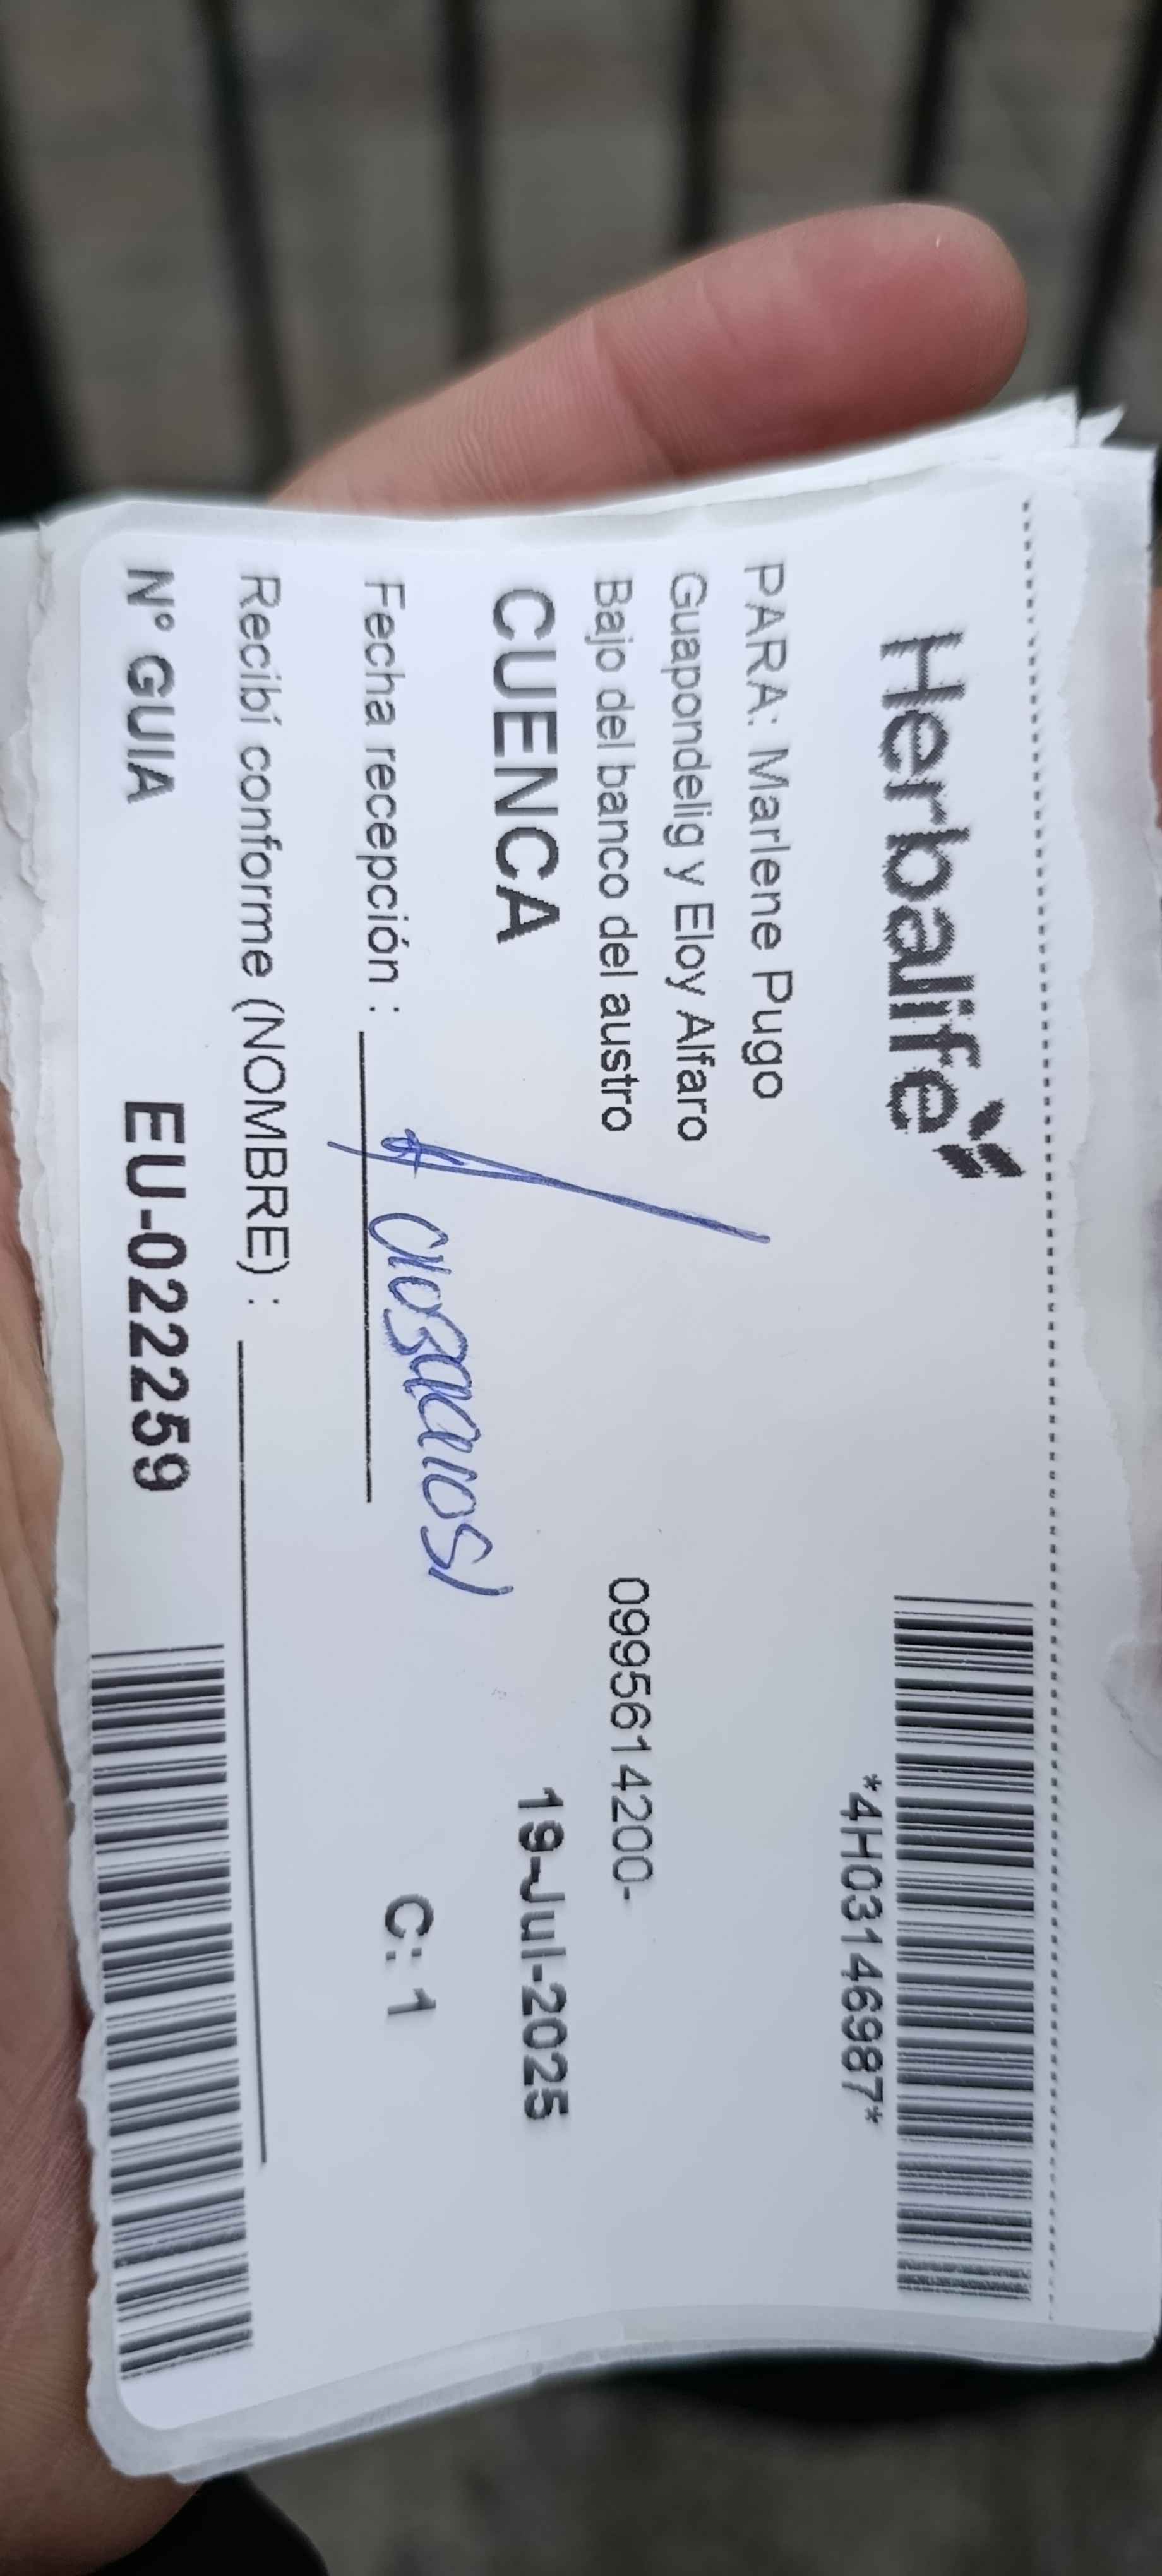 Herbalife
*4H03146987*
PARA: Marlene Pugo
Guapondelig y Eloy Alfaro
Bajo del banco del austro
0995614200-
CUENCA
19-Jul-2025
Fecha recepción :
C: 1
Recibí conforme (NOMBRE) :
Nº GUIA EU-022259